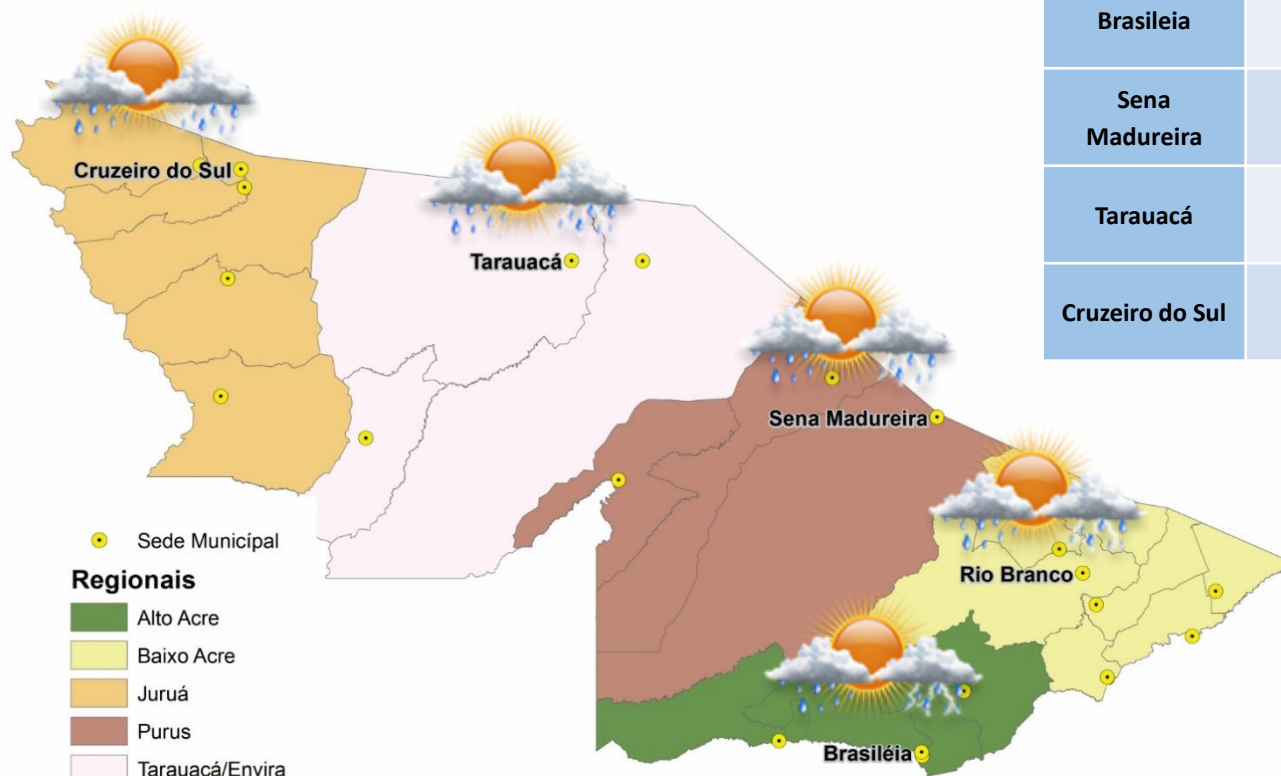 Brasileia
Sena
Madureira
Tarauacá
Cruzeiro do Sul
Cruzeiro do Sul
Tarauacá
Sena Madureira
Rio Branco
Brasiléia
Sede Municípal
Regionais
Alto Acre
Baixo Acre
Juruá
Purus
Tarauacá/Envira